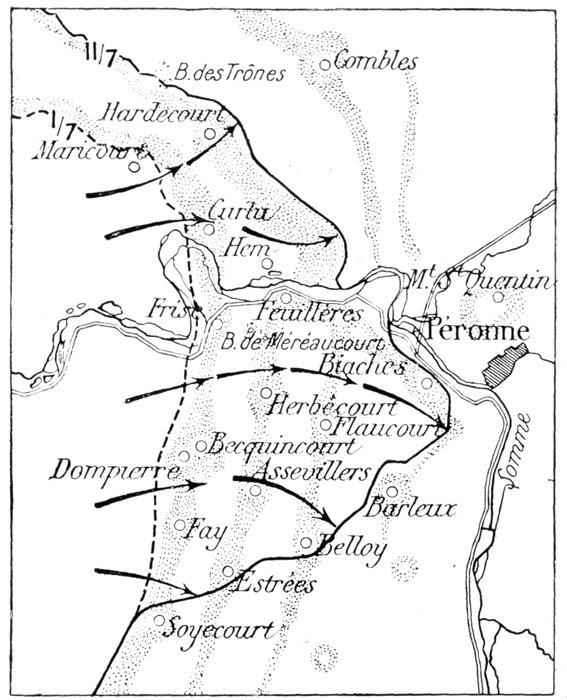 11/7
B. des Trônes
Combles
Hardecourt
1/7
Maricourt
Curlu
Hem
Mt. St Quentin
Frise
Feuillères
Péronne
B. de Méréaucourt
Biaches
Herbécourt
Flaucourt
Becquincourt
Dompierre
Assevillers
Somme
Barleux
Fay
Belloy
Estrées
Soyecourt